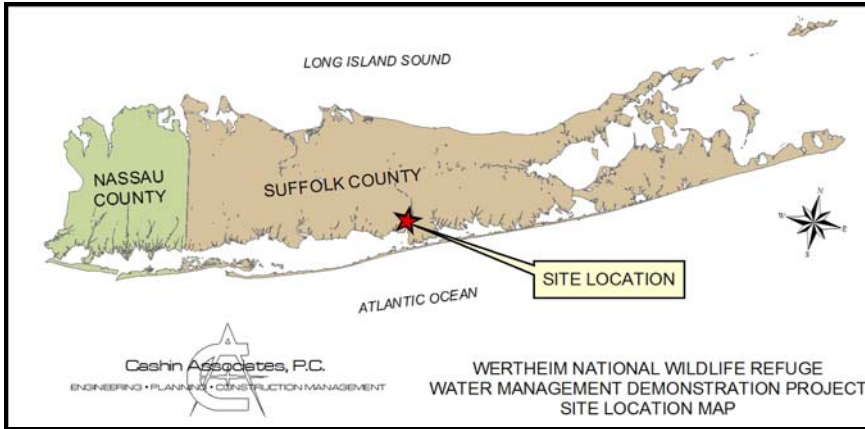 LONG ISLAND SOUND
NASSAU
COUNTY
SUFFOLK COUNTY
N
W
E
S
SITE LOCATION
ATLANTIC OCEAN
Cashin Associates, P.C.
ENGINEERING • PLANNING • CONSTRUCTION MANAGEMENT
WERTHEIM NATIONAL WILDLIFE REFUGE
WATER MANAGEMENT DEMONSTRATION PROJECT
SITE LOCATION MAP